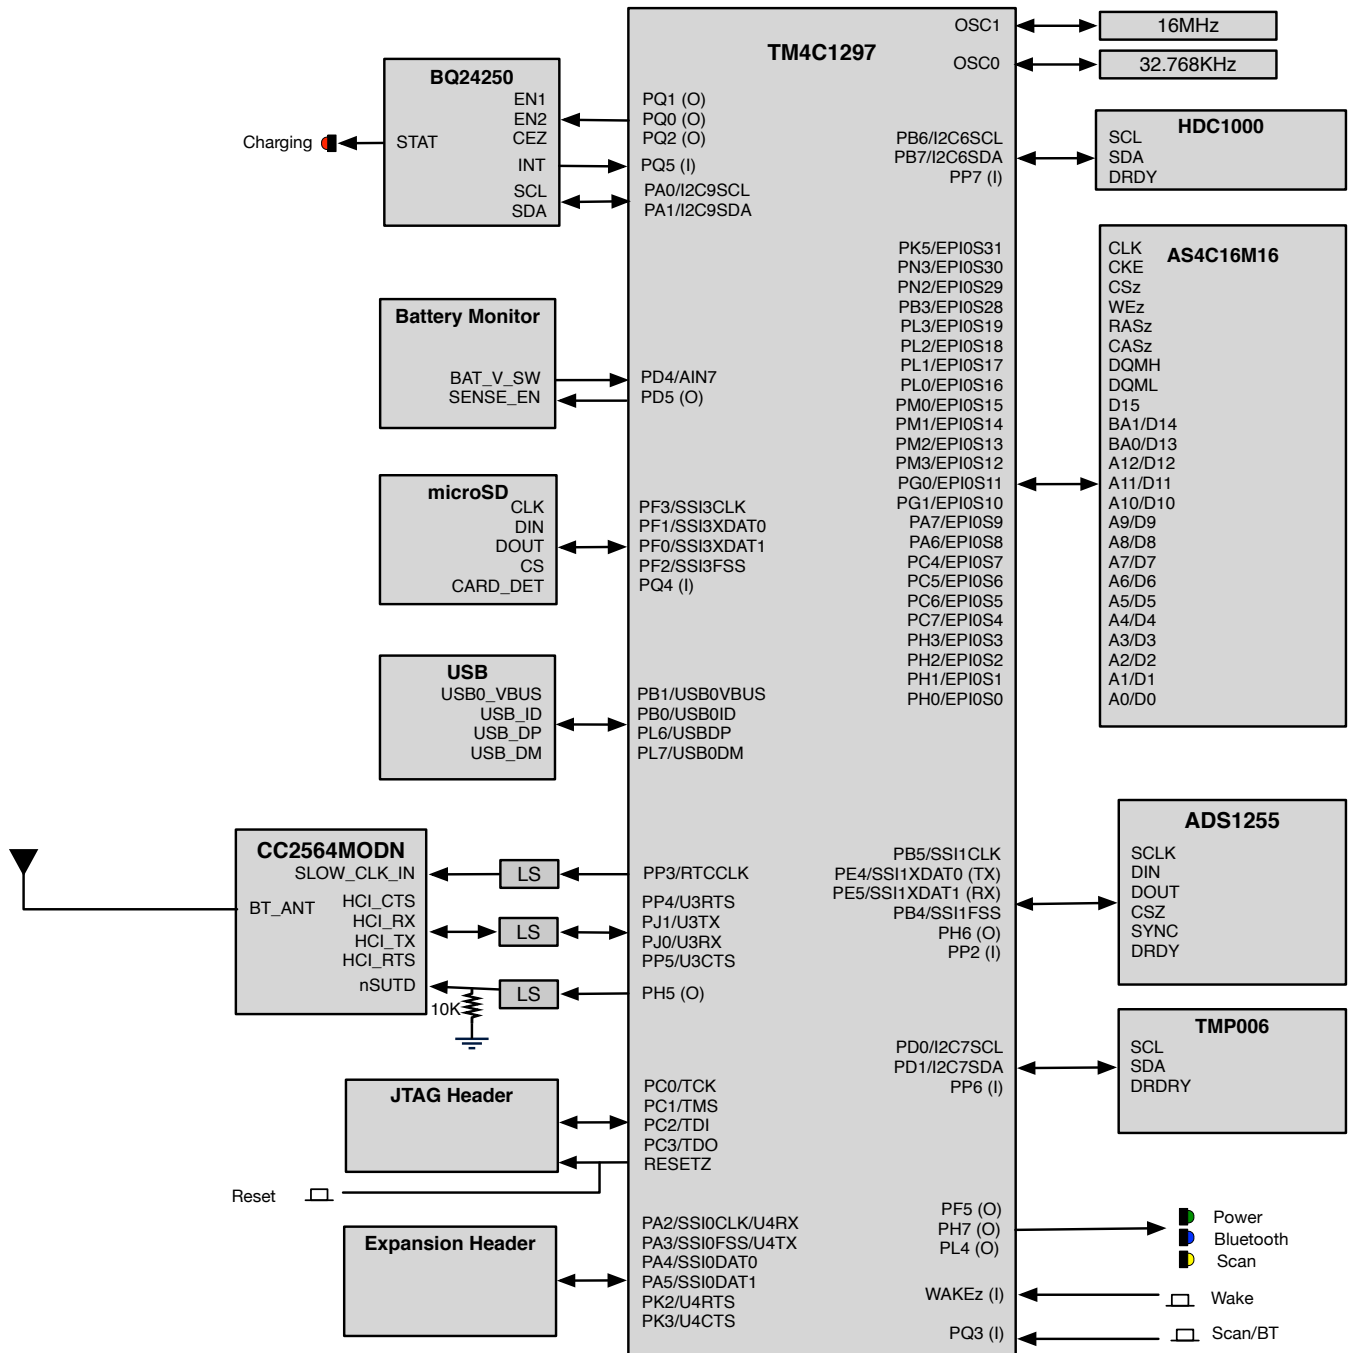 TM4C1297
OSC1
16MHz
OSC0
32.768KHz
BQ24250
EN1
PQ1 (O)
EN2
PQ0 (O)
CEZ
PQ2 (O)
Charging
STAT
INT
PQ5 (I)
SCL
PA0/I2C9SCL
SDA
PA1/I2C9SDA
HDC1000
PB6/I2C6SCL
SCL
PB7/I2C6SDA
SDA
PP7 (I)
DRDY
AS4C16M16
PK5/EPI0S31
CLK
PN3/EPI0S30
CKE
PN2/EPI0S29
CSz
PB3/EPI0S28
WEz
PL3/EPI0S19
RASz
PL2/EPI0S18
CASz
PL1/EPI0S17
DQMH
PL0/EPI0S16
DQML
PM0/EPI0S15
D15
PM1/EPI0S14
BA1/D14
PM2/EPI0S13
BA0/D13
PM3/EPI0S12
A12/D12
PG0/EPI0S11
A11/D11
PG1/EPI0S10
A10/D10
PA7/EPI0S9
A9/D9
PA6/EPI0S8
A8/D8
PC4/EPI0S7
A7/D7
PC5/EPI0S6
A6/D6
PC6/EPI0S5
A5/D5
PC7/EPI0S4
A4/D4
PH3/EPI0S3
A3/D3
PH2/EPI0S2
A2/D2
PH1/EPI0S1
A1/D1
PH0/EPI0S0
A0/D0
Battery Monitor
BAT_V_SW
PD4/AIN7
SENSE_EN
PD5 (O)
microSD
CLK
PF3/SSI3CLK
DIN
PF1/SSI3XDAT0
DOUT
PF0/SSI3XDAT1
CS
PF2/SSI3FSS
CARD_DET
PQ4 (I)
USB
USB0_VBUS
PB1/USB0VBUS
USB_ID
PB0/USB0ID
USB_DP
PL6/USBDP
USB_DM
PL7/USB0DM
CC2564MODN
SLOW_CLK_IN
LS
PP3/RTCCLK
BT_ANT
HCI_CTS
PP4/U3RTS
HCI_RX
PJ1/U3TX
LS
HCI_TX
PJ0/U3RX
HCI_RTS
PP5/U3CTS
nSUTD
LS
PH5 (O)
10K
ADS1255
PB5/SSI1CLK
SCLK
PE4/SSI1XDAT0 (TX)
DIN
PE5/SSI1XDAT1 (RX)
DOUT
PB4/SSI1FSS
CSZ
PH6 (O)
SYNC
PP2 (I)
DRDY
TMP006
PD0/I2C7SCL
SCL
PD1/I2C7SDA
SDA
PP6 (I)
DRDRY
JTAG Header
PC0/TCK
PC1/TMS
PC2/TDI
PC3/TDO
RESETZ
Reset
Expansion Header
PA2/SSI0CLK/U4RX
PA3/SSI0FSS/U4TX
PA4/SSI0DAT0
PA5/SSI0DAT1
PK2/U4RTS
PK3/U4CTS
PF5 (O)
Power
PH7 (O)
Bluetooth
PL4 (O)
Scan
WAKEz (I)
Wake
PQ3 (I)
Scan/BT